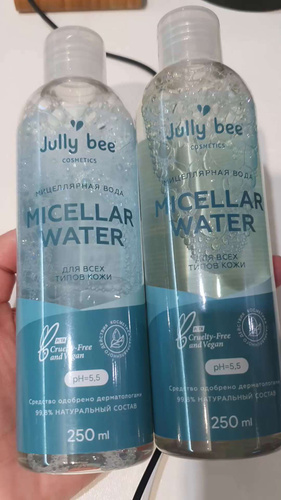 Jully bee
COSMETICS
МИЦЕЛЛЯРНАЯ ВОДА
MICELLAR
WATER
ДЛЯ ВСЕХ
ТИПОВ КОЖИ
Cruelty-Free
and Vegan
pH=5,5
Средство одобрено дерматологами
99,8% НАТУРАЛЬНЫЙ СОСТАВ
250 ml
Jully bee
COSMETICS
МИЦЕЛЛЯРНАЯ ВОДА
MICELLAR
WATER
ДЛЯ ВСЕХ
ТИПОВ КОЖИ
Cruelty-Free
and Vegan
pH=5,5
Средство одобрено дерматологами
99,8% НАТУРАЛЬНЫЙ СОСТАВ
250 ml